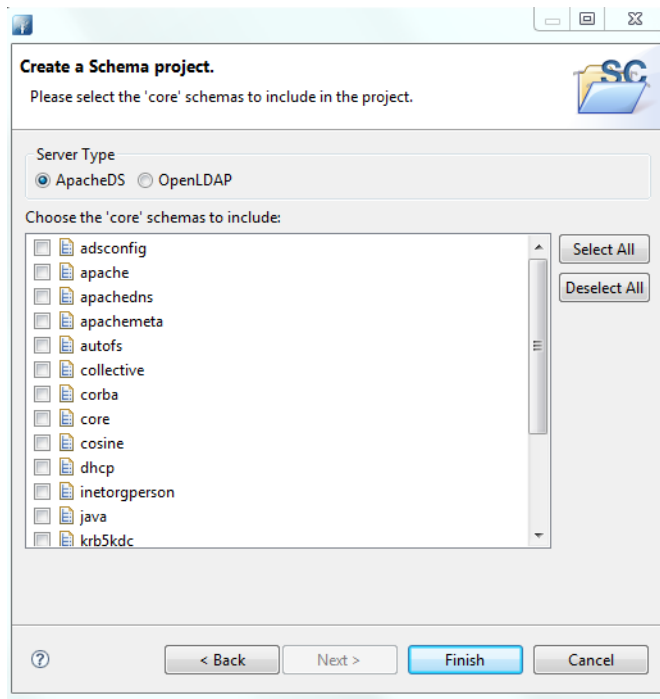 Create a Schema project.
Please select the 'core' schemas to include in the project.
SC
Server Type
ApacheDS OpenLDAP
Choose the 'core' schemas to include:
adsconfig
apache
apachedns
apachemeta
autofs
collective
corba
core
cosine
dhcp
inetorgperson
java
krb5kdc
Select All
Deselect All
?
< Back Next > Finish Cancel